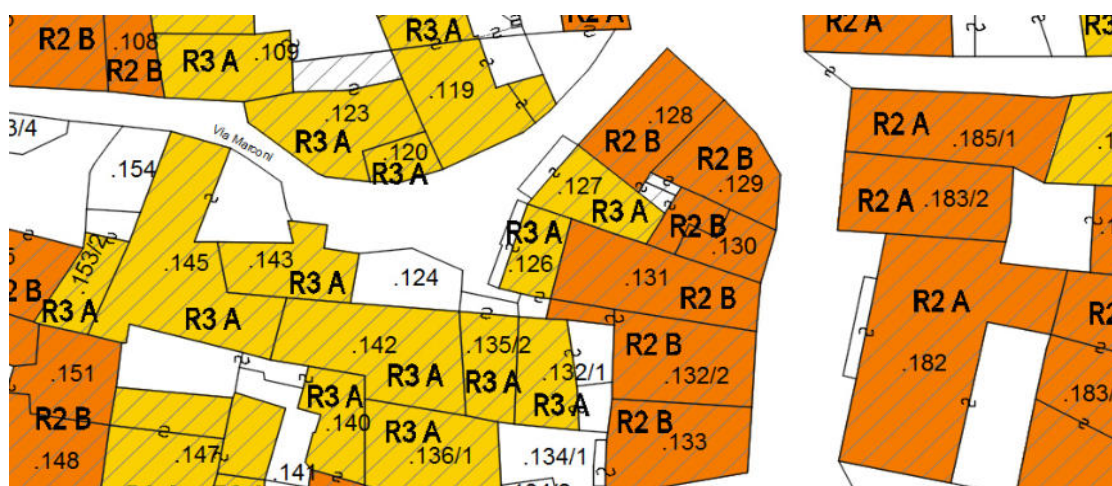 R2 B
.108
R2 B
R3 A
.109
R3 A
R2 A
R2 A
R3
.123
R3 A
.119
.120
R3 A
Via Marconi
3/4
.154
.128
R2 B
R2 B
.129
.127
R3 A
R2 B
.130
R2 A
.185/1
R2 A
.183/2
.153/2
R3 A
.145
R3 A
.143
R3 A
.124
R3 A
.126
.131
R2 B
2 B
R2 A
.182
.142
R3 A
.135/2
R3 A
.132/1
R3 A
R2 B
.132/2
R2 B
.133
.151
R2 B
.148
.147
R3 A
.140
.141
R3 A
.136/1
.134/1
.183/